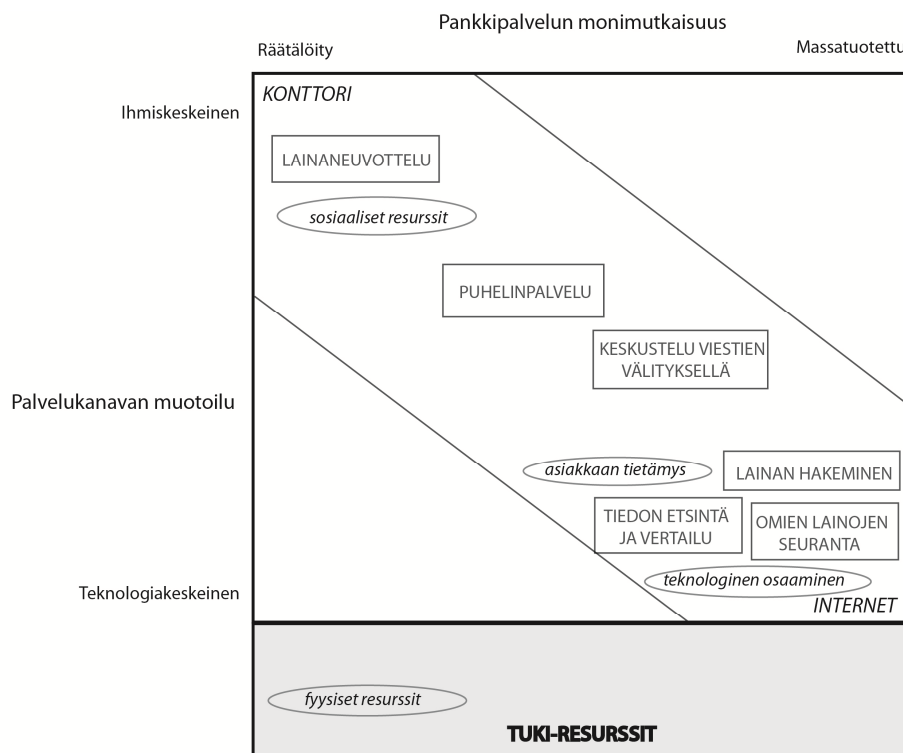 Pankkipalvelun monimutkaisuus
Räätälöity
Massatuotettu
Ihmiskeskeinen
KONTTORI
LAINANEUVOTTELU
sosiaaliset resurssit
PUHELINPALVELU
KESKUSTELU VIESTIEN
VÄLITYKSELLÄ
Palvelukanavan muotoilu
asiakkaan tietämys
LAINAN HAKEMINEN
TIEDON ETSINTÄ
JA VERTAILU
OMIEN LAINOJEN
SEURANTA
teknologinen osaaminen
Teknologiakeskeinen
INTERNET
fyysiset resurssit
TUKI-RESURSSIT